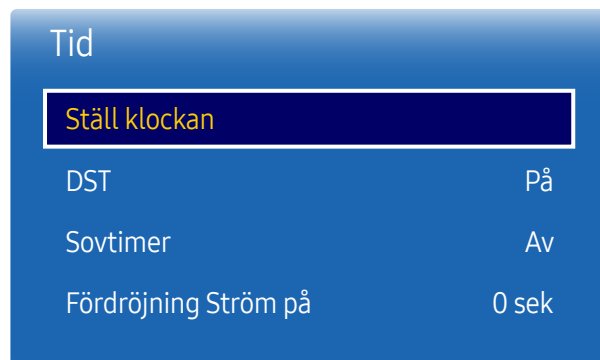 Tid
Ställ klockan
DST På
Sovtimer Av
Fördröjning Ström på 0 sek